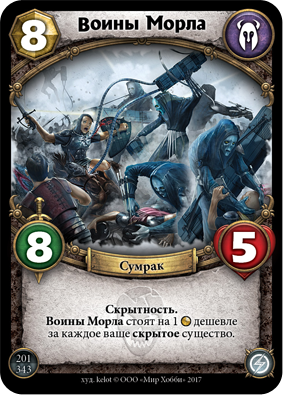 8
Воины Морла
8
Сумрак
5
Скрытность.
Воины Морла стоят на 1 дешевле
за каждое ваше скрытое существо.
201
343
худ. kelot © ООО «Мир Хобби» 2017